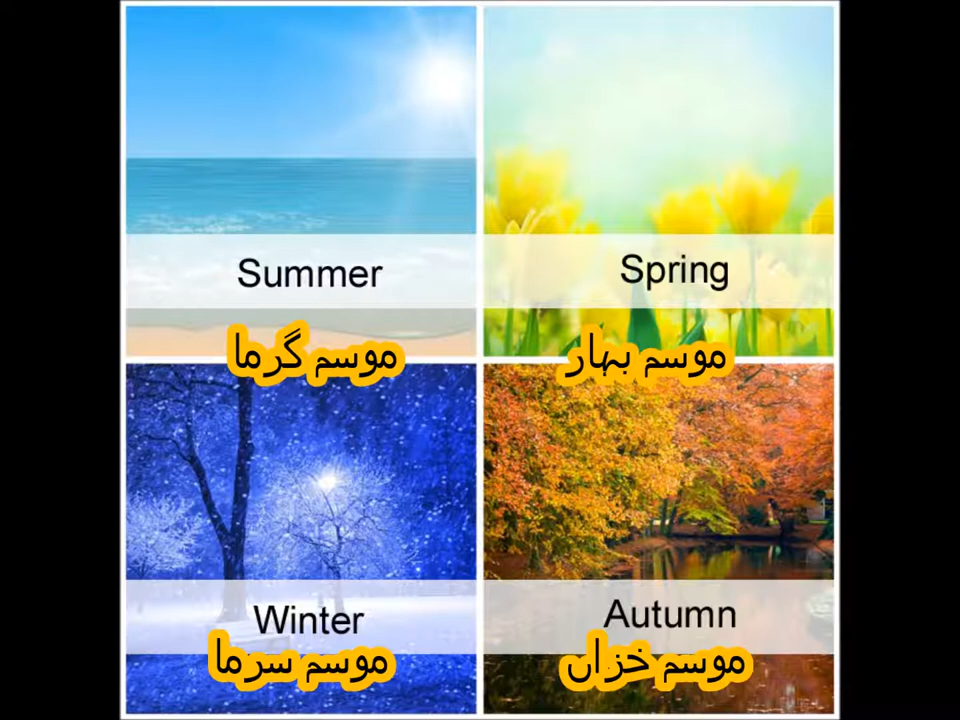 Summer
موسم گرما
Spring
موسم بہار
Winter
موسم سرما
Autumn
موسم خزاں